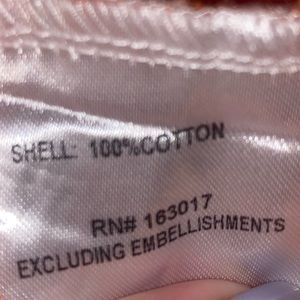 SHELL: 100%COTTON
RN# 163017
EXCLUDING EMBELLISHMENTS